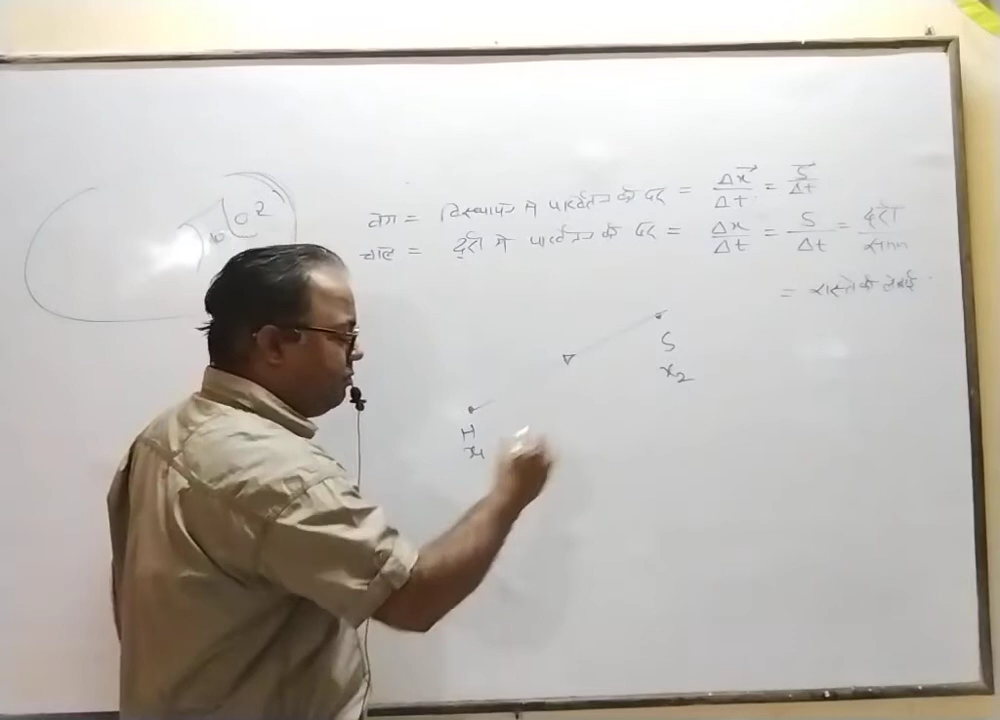 वेग = विस्थापन मे परिवर्तन की दर = Δx⃗/Δt = S⃗/Δt
चाल = दूरी मे परिवर्तन की दर = Δx/Δt = S/Δt = दूरी/समय
= रास्ते की लंबाई
S
x₂
H
x₁